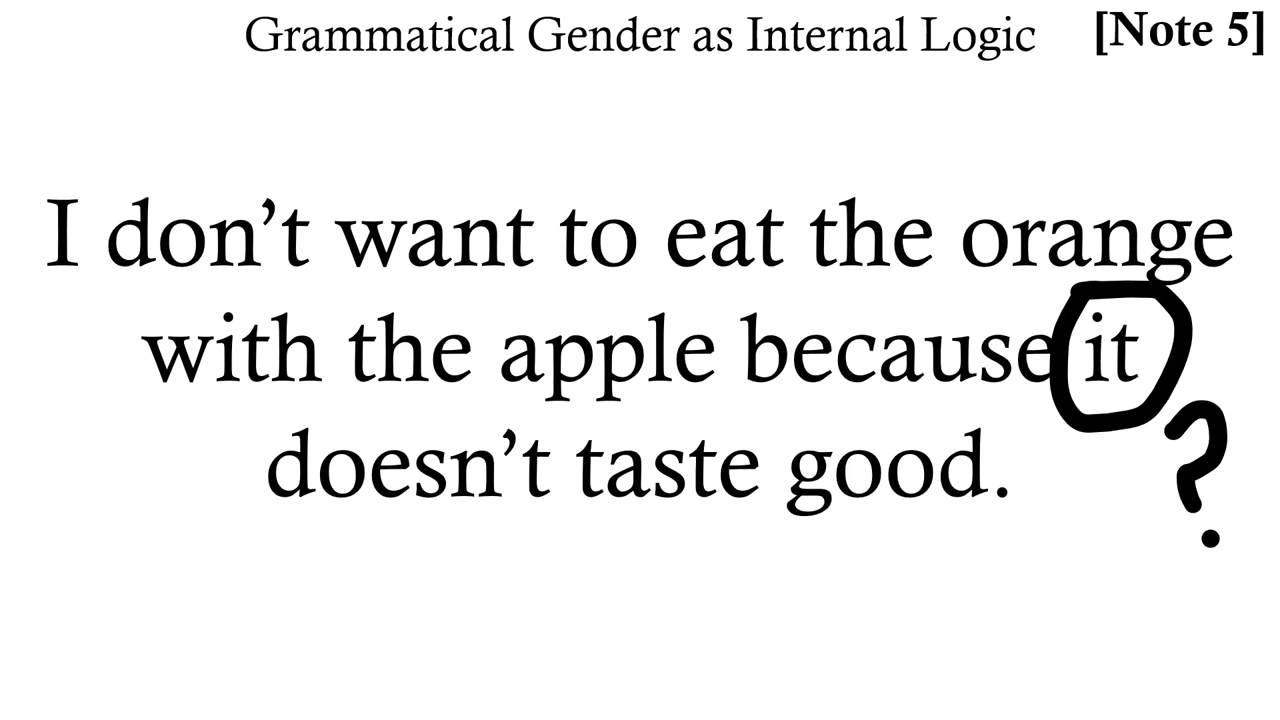 Grammatical Gender as Internal Logic [Note 5]
I don’t want to eat the orange
with the apple because it
doesn’t taste good.
?